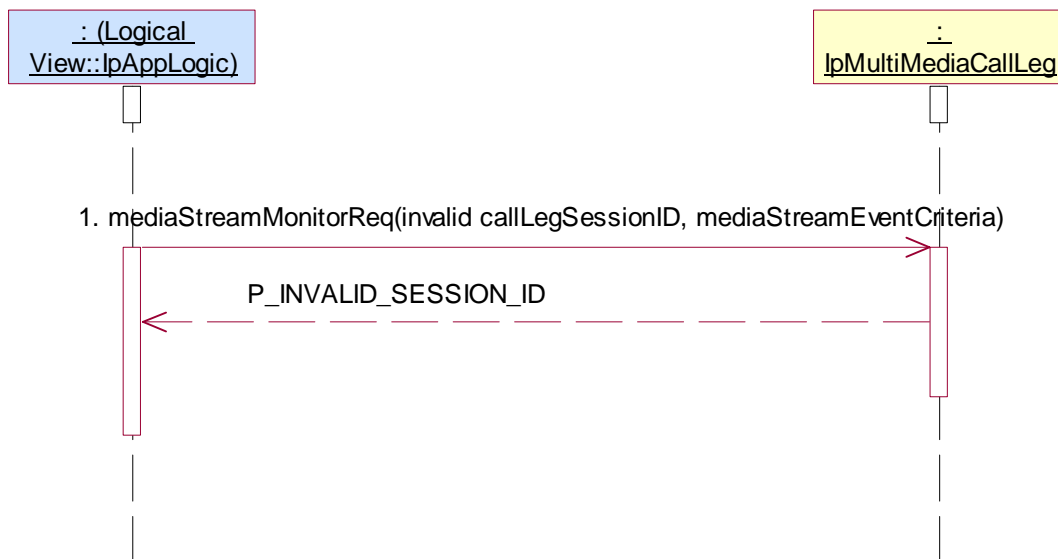 : (Logical
View::IpAppLogic)
:
IpMultiMediaCallLeg
1. mediaStreamMonitorReq(invalid callLegSessionID, mediaStreamEventCriteria)
P_INVALID_SESSION_ID